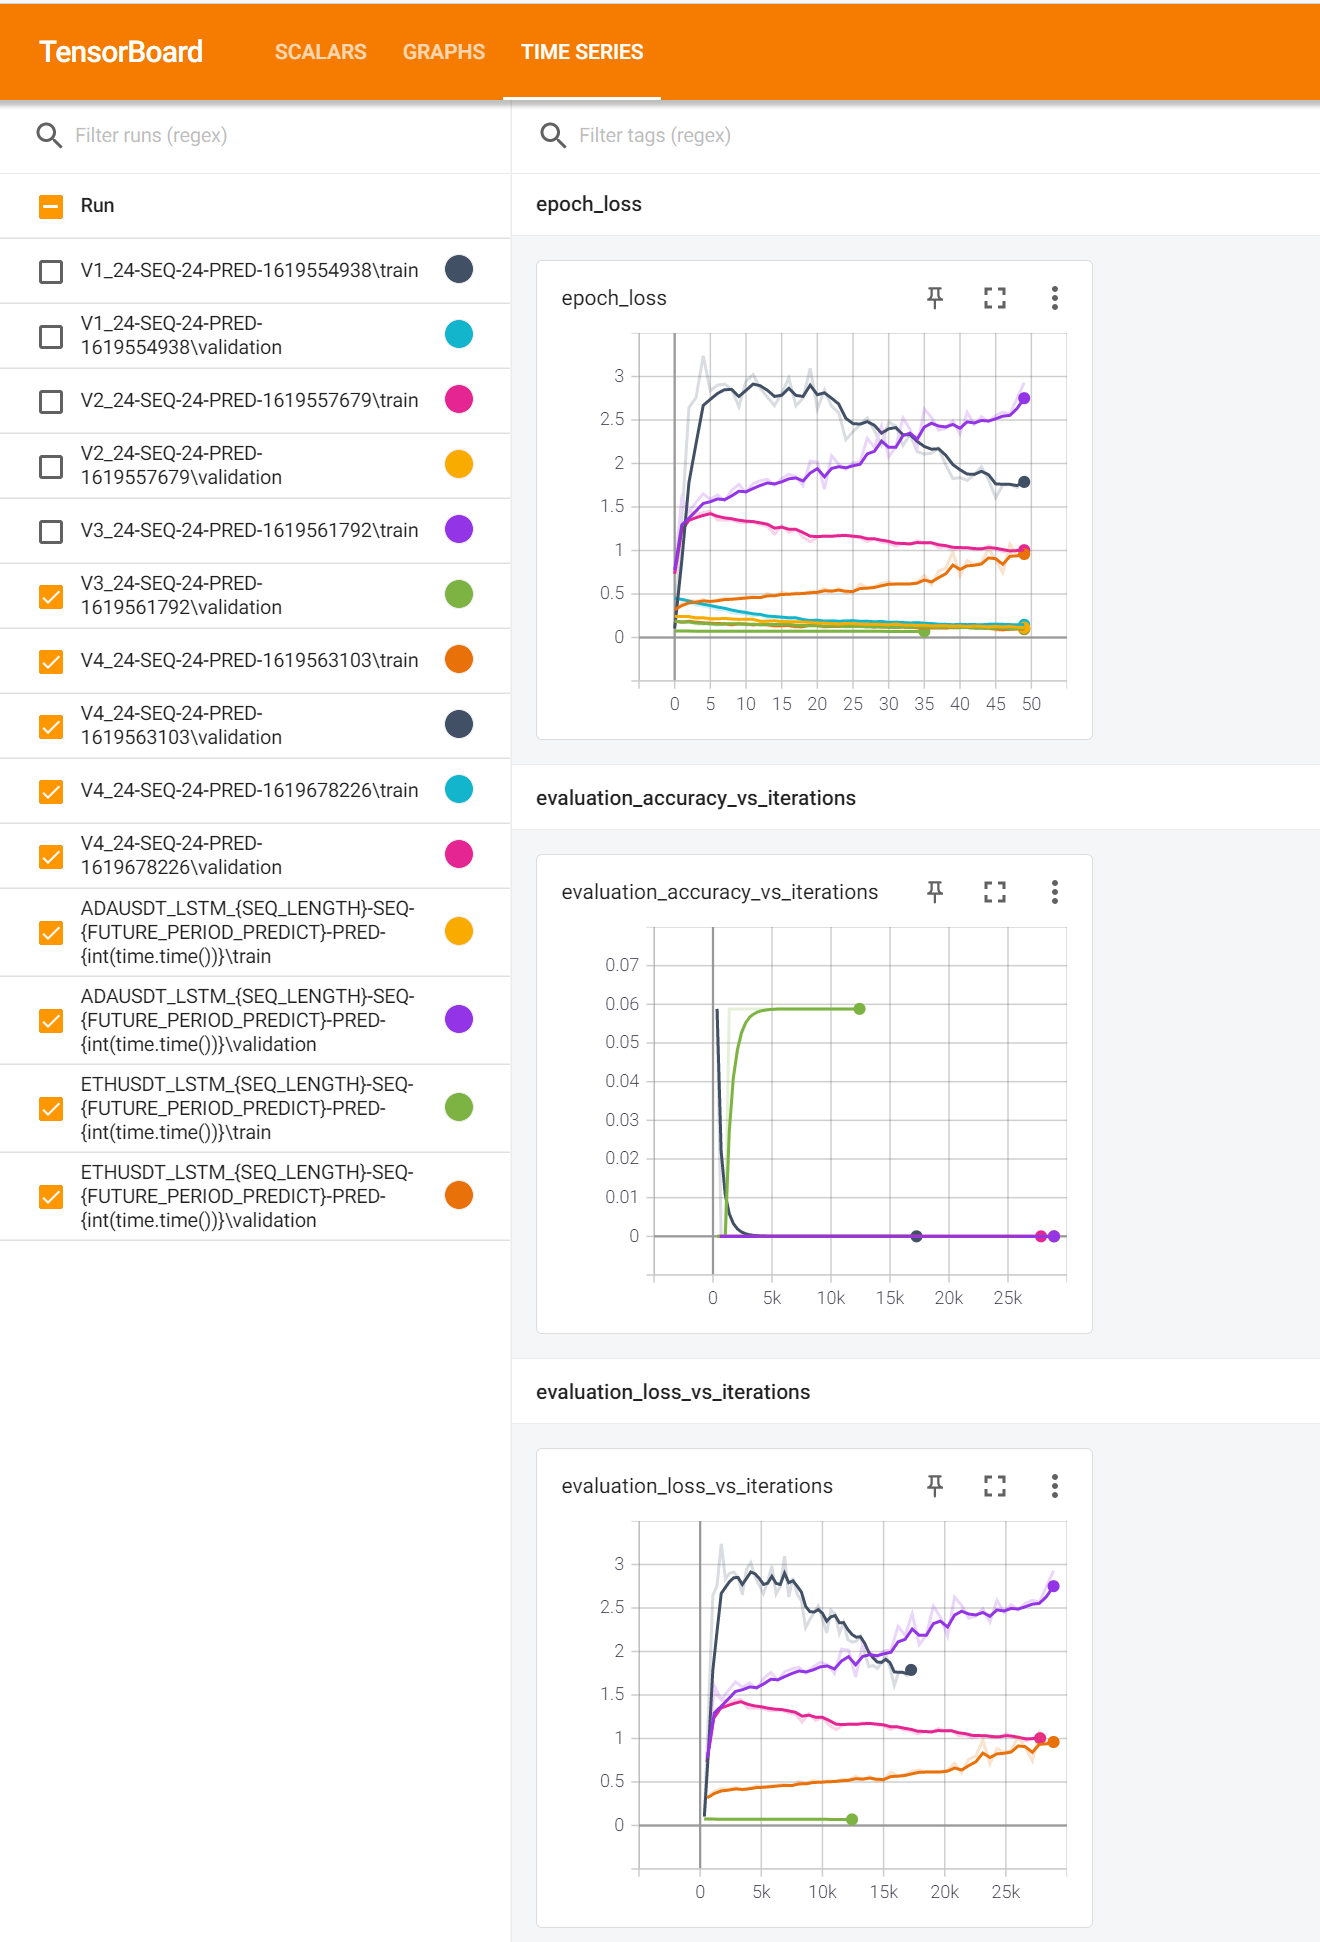 TensorBoard SCALARS GRAPHS TIME SERIES
Filter runs (regex)
Run
V1_24-SEQ-24-PRED-1619554938\train
V1_24-SEQ-24-PRED-
1619554938\validation
V2_24-SEQ-24-PRED-1619557679\train
V2_24-SEQ-24-PRED-
1619557679\validation
V3_24-SEQ-24-PRED-1619561792\train
V3_24-SEQ-24-PRED-
1619561792\validation
V4_24-SEQ-24-PRED-1619563103\train
V4_24-SEQ-24-PRED-
1619563103\validation
V4_24-SEQ-24-PRED-1619678226\train
V4_24-SEQ-24-PRED-
1619678226\validation
ADAUSDT_LSTM_{SEQ_LENGTH}-SEQ-
{FUTURE_PERIOD_PREDICT}-PRED-
{int(time.time())}\train
ADAUSDT_LSTM_{SEQ_LENGTH}-SEQ-
{FUTURE_PERIOD_PREDICT}-PRED-
{int(time.time())}\validation
ETHUSDT_LSTM_{SEQ_LENGTH}-SEQ-
{FUTURE_PERIOD_PREDICT}-PRED-
{int(time.time())}\train
ETHUSDT_LSTM_{SEQ_LENGTH}-SEQ-
{FUTURE_PERIOD_PREDICT}-PRED-
{int(time.time())}\validation
Filter tags (regex)
epoch_loss
epoch_loss
3
2.5
2
1.5
1
0.5
0
0 5 10 15 20 25 30 35 40 45 50
evaluation_accuracy_vs_iterations
evaluation_accuracy_vs_iterations
0.07
0.06
0.05
0.04
0.03
0.02
0.01
0
0 5k 10k 15k 20k 25k
evaluation_loss_vs_iterations
evaluation_loss_vs_iterations
3
2.5
2
1.5
1
0.5
0
0 5k 10k 15k 20k 25k